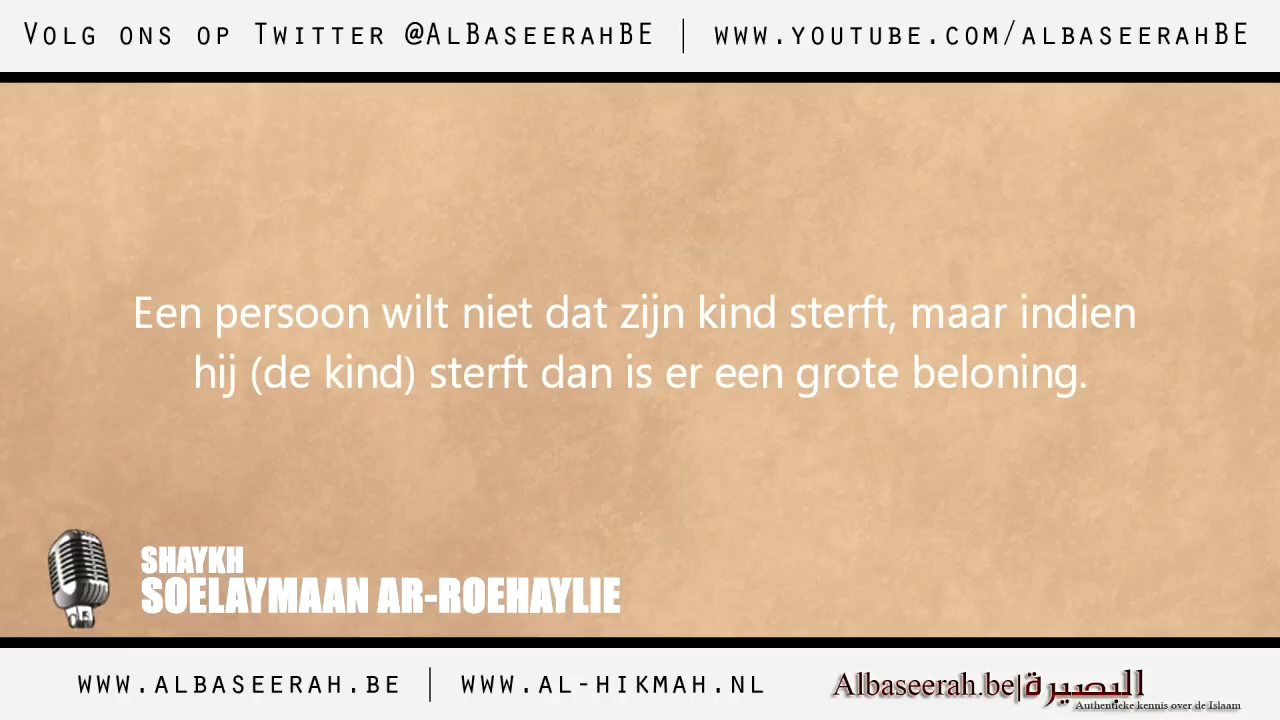 Volg ons op Twitter @AlBaseerahBE | www.youtube.com/albaseerahBE
Een persoon wilt niet dat zijn kind sterft, maar indien
hij (de kind) sterft dan is er een grote beloning.
SHAYKH
SOELAYMAAN AR-ROEHAYLIE
www.albaseerah.be | www.al-hikmah.nl
Albaseerah.be|البصيرة
Authentieke kennis over de Islaam